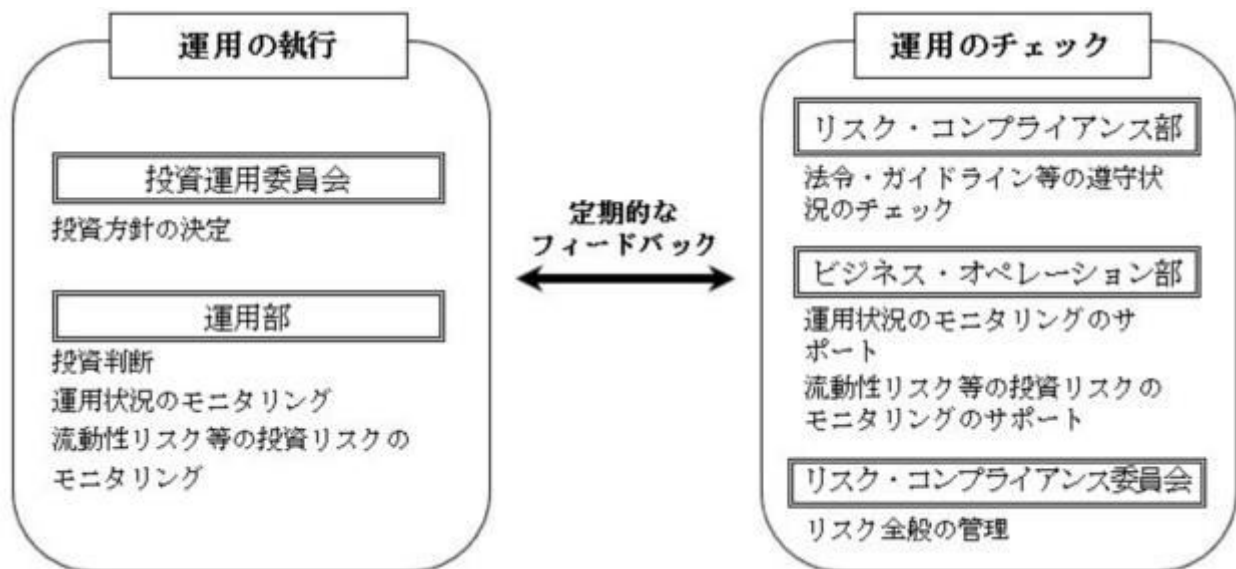 運用の執行
投資運用委員会
投資方針の決定
運用部
投資判断
運用状況のモニタリング
流動性リスク等の投資リスクの
モニタリング
定期的な
フィードバック
運用のチェック
リスク・コンプライアンス部
法令・ガイドライン等の遵守状
況のチェック
ビジネス・オペレーション部
運用状況のモニタリングのサ
ポート
流動性リスク等の投資リスクの
モニタリングのサポート
リスク・コンプライアンス委員会
リスク全般の管理